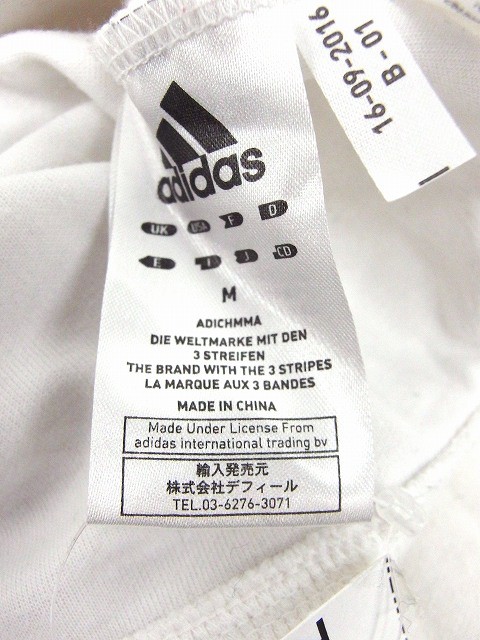 16-09-2016
B-01
adidas
UK USA F D
E I J CD
M
ADICHMMA
DIE WELTMARKE MIT DEN
3 STREIFEN
THE BRAND WITH THE 3 STRIPES
LA MARQUE AUX 3 BANDES
MADE IN CHINA
Made Under License From
adidas international trading bv
輸入発売元
株式会社デフィール
TEL.03-6276-3071